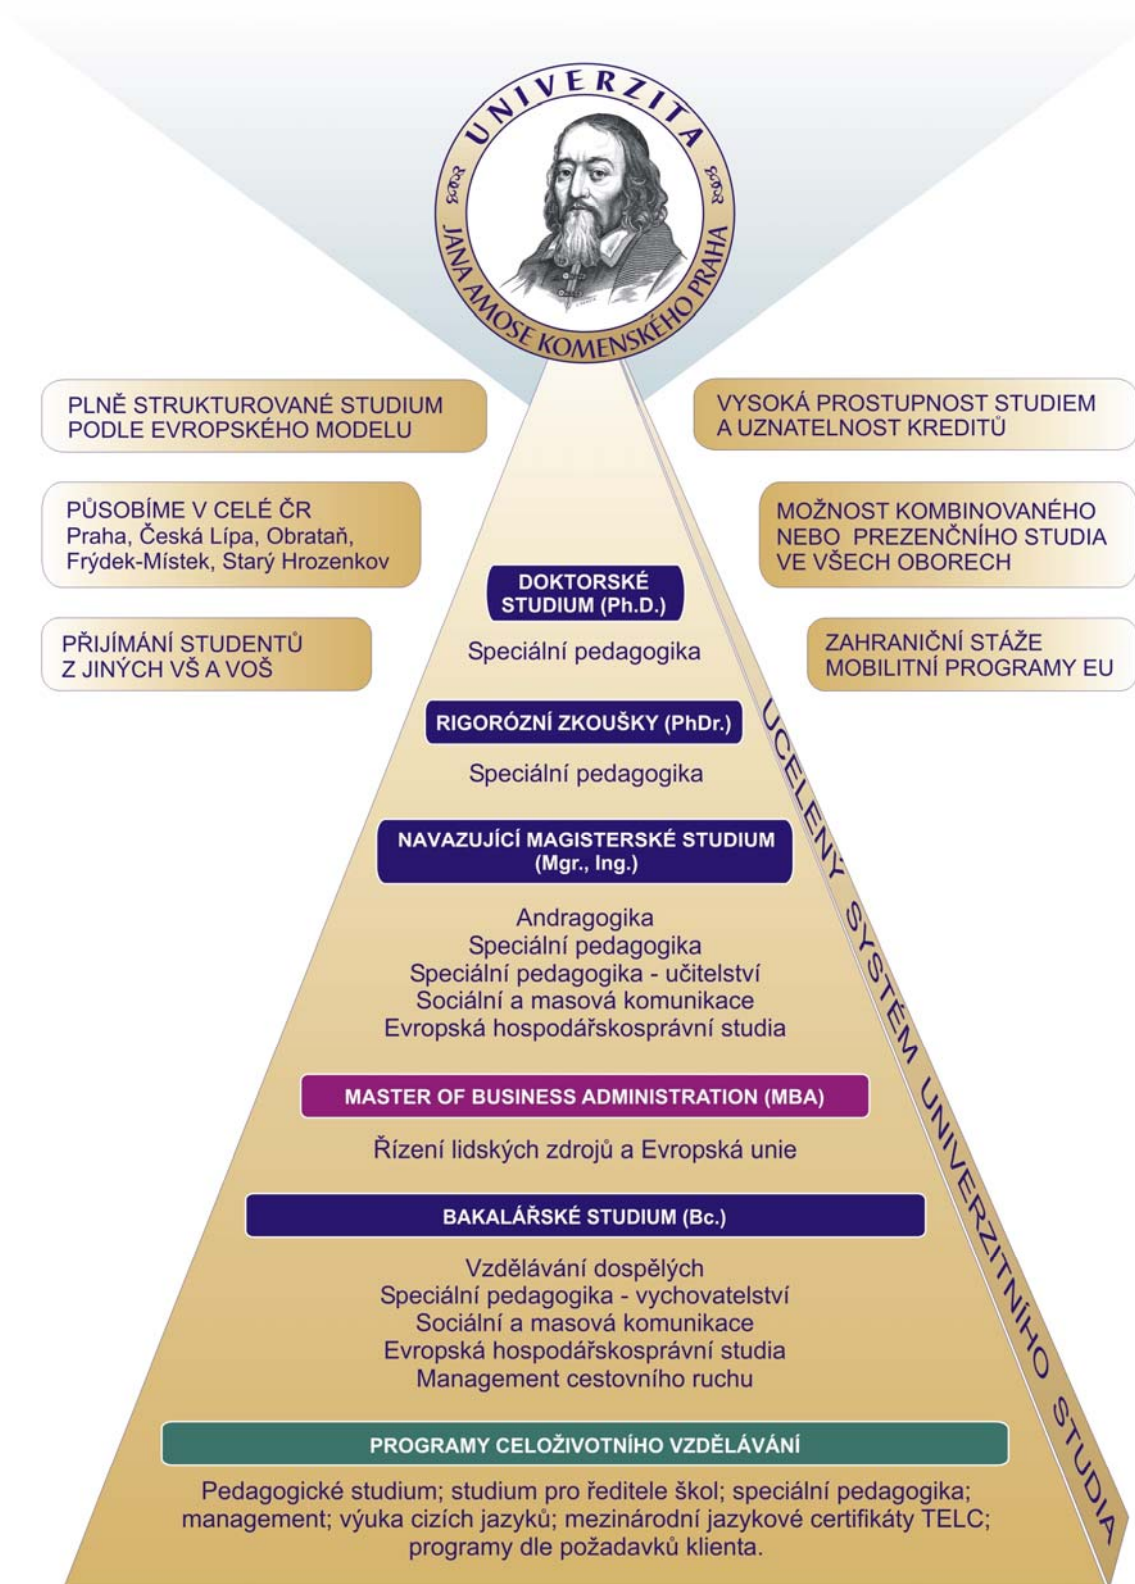 UNIVERZITA
JANA AMOSE KOMENSKÉHO PRAHA
PLNĚ STRUKTUROVANÉ STUDIUM
PODLE EVROPSKÉHO MODELU
VYSOKÁ PROSTUPNOST STUDIEM
A UZNATELNOST KREDITŮ
PŮSOBÍME V CELÉ ČR
Praha, Česká Lípa, Obrataň,
Frýdek-Místek, Starý Hrozenkov
MOŽNOST KOMBINOVANÉHO
NEBO PREZENČNÍHO STUDIA
VE VŠECH OBORECH
PŘIJÍMÁNÍ STUDENTŮ
Z JINÝCH VŠ A VOŠ
ZAHRANIČNÍ STÁŽE
MOBILITNÍ PROGRAMY EU
DOKTORSKÉ
STUDIUM (Ph.D.)
Speciální pedagogika
RIGORÓZNÍ ZKOUŠKY (PhDr.)
Speciální pedagogika
NAVAZUJÍCÍ MAGISTERSKÉ STUDIUM
(Mgr., Ing.)
Andragogika
Speciální pedagogika
Speciální pedagogika - učitelství
Sociální a masová komunikace
Evropská hospodářskosprávní studia
MASTER OF BUSINESS ADMINISTRATION (MBA)
Řízení lidských zdrojů a Evropská unie
BAKALÁŘSKÉ STUDIUM (Bc.)
Vzdělávání dospělých
Speciální pedagogika - vychovatelství
Sociální a masová komunikace
Evropská hospodářskosprávní studia
Management cestovního ruchu
PROGRAMY CELOŽIVOTNÍHO VZDĚLÁVÁNÍ
Pedagogické studium; studium pro ředitele škol; speciální pedagogika;
management; výuka cizích jazyků; mezinárodní jazykové certifikáty TELC;
programy dle požadavků klienta.
UCELENÝ SYSTÉM UNIVERZITNÍHO STUDIA